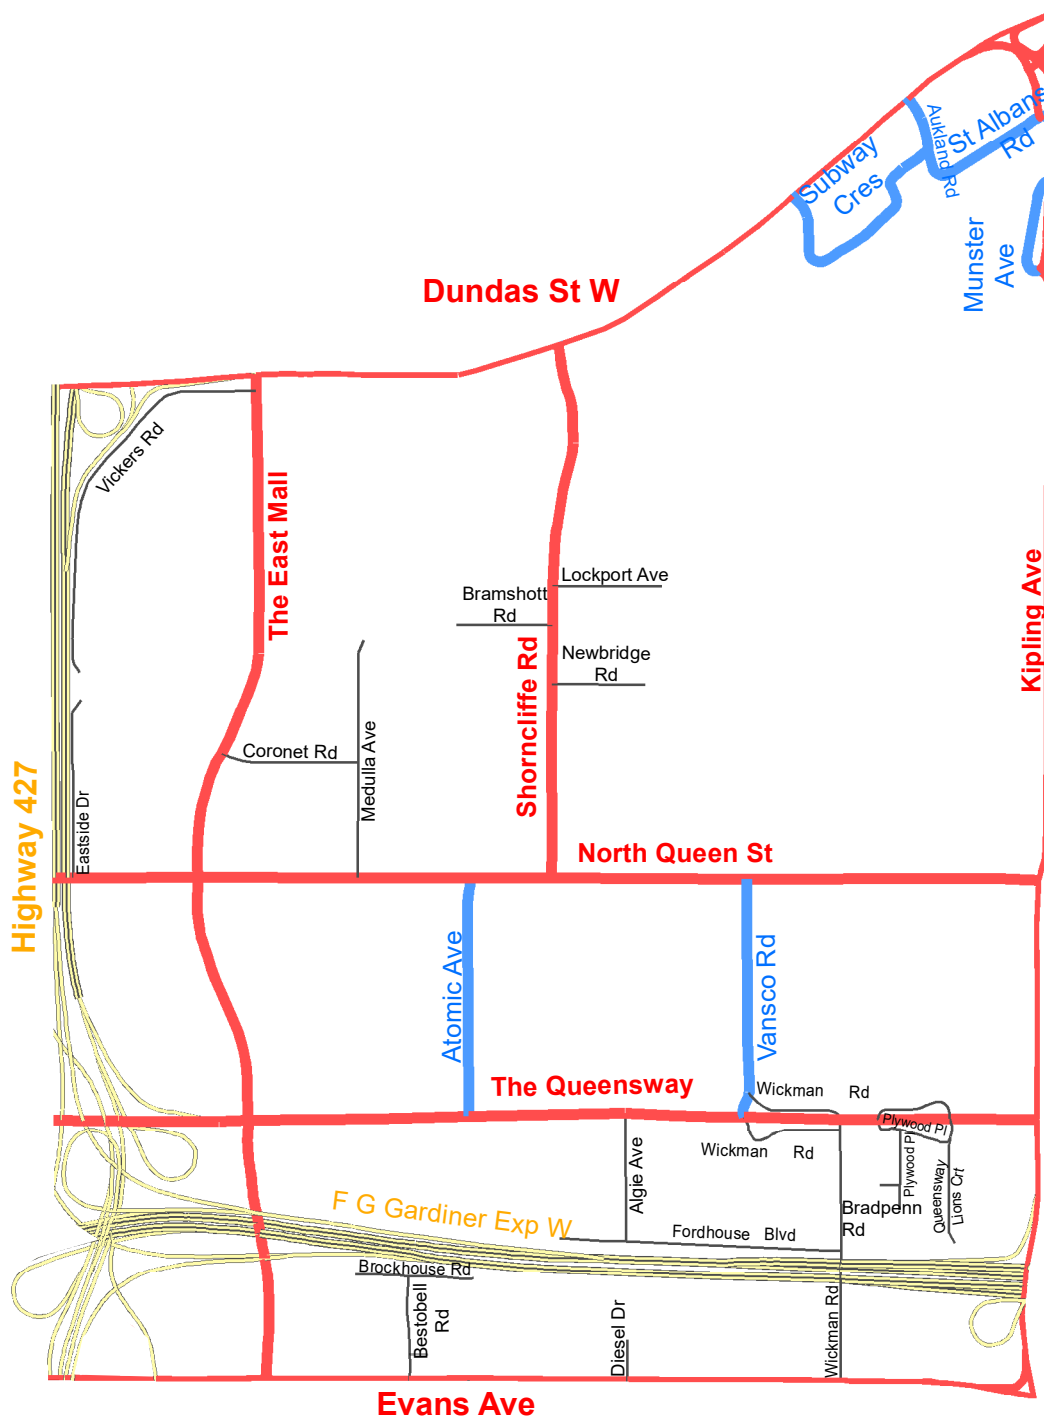 Aukland Rd
St Albans
Rd
Subway
Cres
Munster
Ave
Dundas St W
Vickers Rd
The East Mall
Lockport Ave
Bramshott
Rd
Newbridge
Rd
Kipling Ave
Shorncliffe Rd
Coronet Rd
Medulla Ave
Highway 427
Eastside Dr
North Queen St
Atomic Ave
Vansco Rd
The Queensway
Wickman Rd
Plywood Pl
Wickman Rd
Algie Ave
Plywood Pl
Queensway
Lions Crt
Bradpenn
Rd
F G Gardiner Exp W
Fordhouse Blvd
Brockhouse Rd
Bestobell
Rd
Diesel Dr
Wickman Rd
Evans Ave